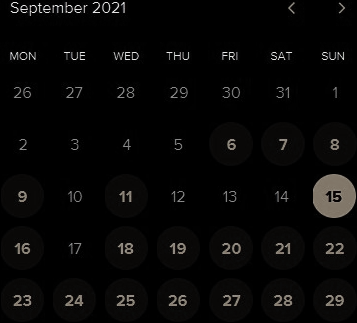 September 2021
MON TUE WED THU FRI SAT SUN
26 27 28 29 30 31 1
2 3 4 5 6 7 8
9 10 11 12 13 14 15
16 17 18 19 20 21 22
23 24 25 26 27 28 29